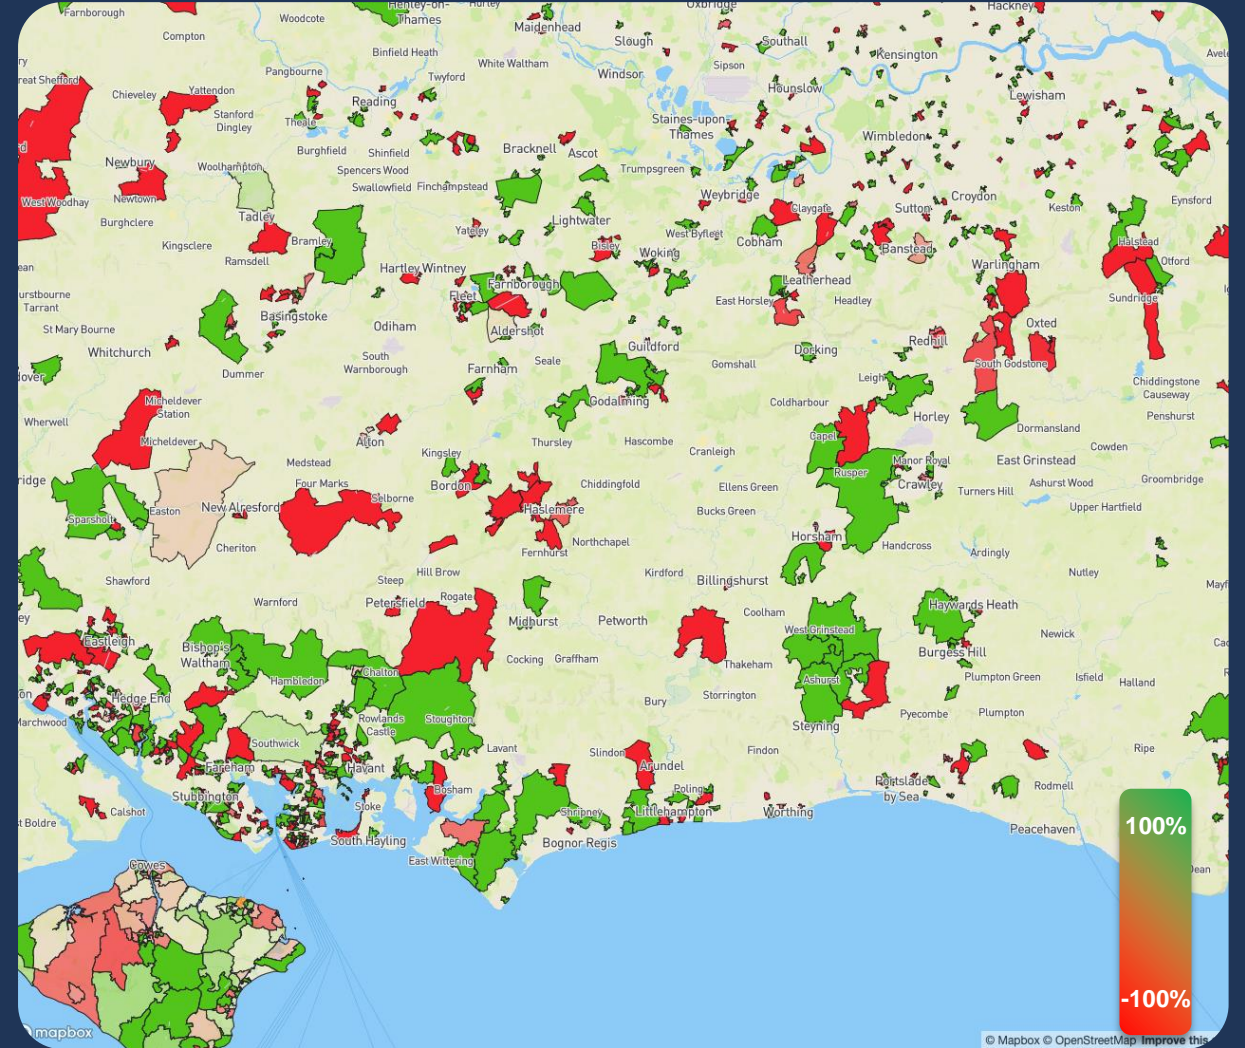 Farnborough
Henley-on-
Thames
Hurley
Uxbridge
Hackney
Woodcote
Maidenhead
Compton
Slough
Southall
Binfield Heath
Kensington
White Waltham
Sipson
Windsor
Pangbourne
Twyford
Great Shefford
Chieveley
Yattendon
Reading
Hounslow
Lewisham
Stanford
Dingley
Theale
Staines-upon-
Thames
Wimbledon
Burghfield
Shinfield
Bracknell
Ascot
Newbury
Woolhampton
Spencers Wood
Trumpsgreen
Swallowfield
Finchampstead
Weybridge
Croydon
West Woodhay
Newtown
Claygate
Sutton
Keston
Eynsford
Burghclere
Tadley
Lightwater
Yateley
West Byfleet
Cobham
Halstead
Kingsclere
Bramley
Bisley
Woking
Banstead
Otford
Ramsdell
Hartley Wintney
Warlingham
Farnborough
Leatherhead
Hurstbourne
Tarrant
Fleet
East Horsley
Headley
Sundridge
Basingstoke
St Mary Bourne
Odiham
Aldershot
Oxted
Redhill
Whitchurch
South
Warnborough
Guildford
Dorking
Seale
Gomshall
South Godstone
Dummer
Farnham
Leigh
Chiddingstone
Causeway
Micheldever
Station
Godalming
Coldharbour
Horley
Penshurst
Wherwell
Dormansland
Micheldever
Alton
Thursley
Hascombe
Capel
Cowden
Kingsley
Cranleigh
Medstead
Manor Royal
East Grinstead
Rusper
Four Marks
Bordon
Chiddingfold
Ellens Green
Crawley
Ashurst Wood
Groombridge
Turners Hill
Selborne
Easton
New Alresford
Haslemere
Bucks Green
Upper Hartfield
Sparsholt
Cheriton
Northchapel
Horsham
Handcross
Fernhurst
Ardingly
Shawford
Steep
Hill Brow
Kirdford
Billingshurst
Nutley
Warnford
Petersfield
Rogate
Haywards Heath
Midhurst
Petworth
Coolham
West Grinstead
Newick
Eastleigh
Bishop's
Waltham
Burgess Hill
Cocking
Graffham
Thakeham
Chalton
Hambledon
Ashurst
Plumpton Green
Isfield
Halland
Hedge End
Storrington
Bury
Marchwood
Rowlands
Castle
Stoughton
Steyning
Pyecombe
Plumpton
Southwick
Lavant
Slindon
Findon
Ripe
Fareham
Havant
Arundel
Stubbington
Bosham
Poling
Portslade
by Sea
Rodmell
Stoke
Calshot
Shripney
Littlehampton
Worthing
South Hayling
Bognor Regis
Peacehaven
East Wittering
Cowes
100%
-100%
mapbox
© Mapbox © OpenStreetMap Improve this